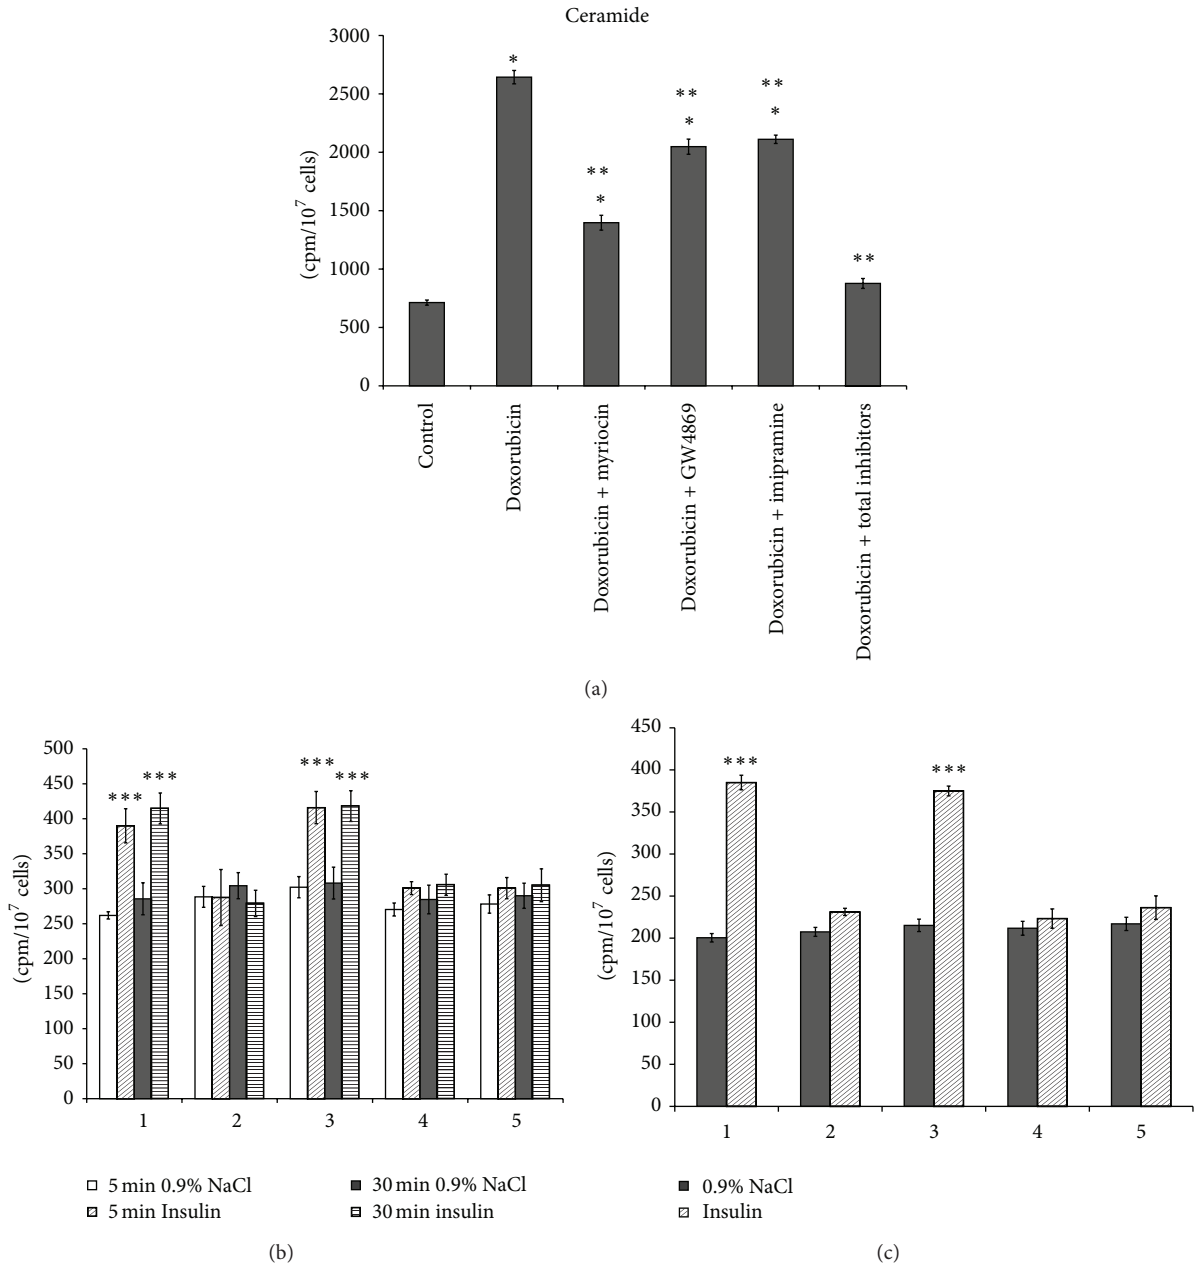 Ceramide
3000
2500
2000
1500
1000
500
0
(cpm/10⁷ cells)
*
**
*
**
*
**
*
**
Control
Doxorubicin
Doxorubicin + myriocin
Doxorubicin + GW4869
Doxorubicin + imipramine
Doxorubicin + total inhibitors
(a)
500
450
400
350
300
250
200
150
100
50
0
(cpm/10⁷ cells)
***
***
***
***
1 2 3 4 5
5 min 0.9% NaCl
5 min Insulin
30 min 0.9% NaCl
30 min insulin
(b)
450
400
350
300
250
200
150
100
50
0
(cpm/10⁷ cells)
***
***
1 2 3 4 5
0.9% NaCl
Insulin
(c)